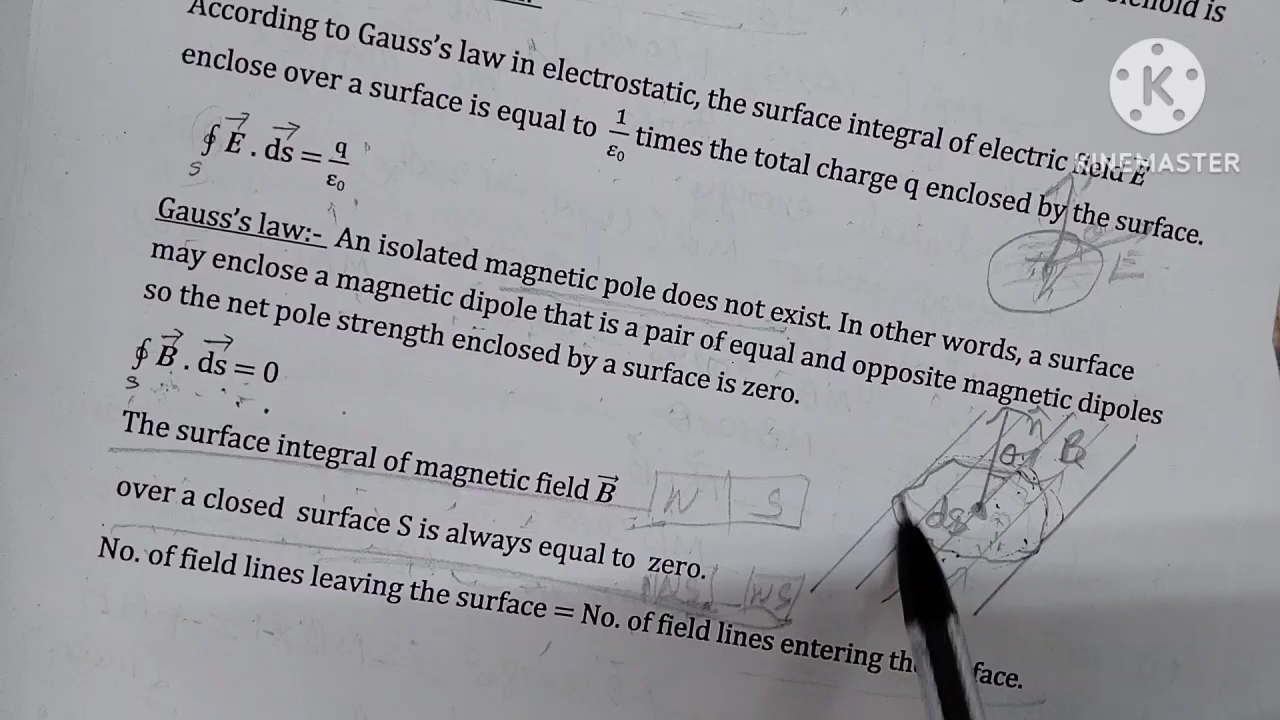 enoid is
According to Gauss's law in electrostatic, the surface integral of electric field E⃗
enclose over a surface is equal to 1/ε₀ times the total charge q enclosed by the surface.
∮ E⃗ . ds⃗ = q/ε₀
S
Gauss's law:- An isolated magnetic pole does not exist. In other words, a surface
may enclose a magnetic dipole that is a pair of equal and opposite magnetic dipoles
so the net pole strength enclosed by a surface is zero.
∮ B⃗ . ds⃗ = 0
S
The surface integral of magnetic field B⃗
over a closed surface S is always equal to zero.
No. of field lines leaving the surface = No. of field lines entering the face.
N S
NS
E
n
B
θ
ds
K
KINEMASTER